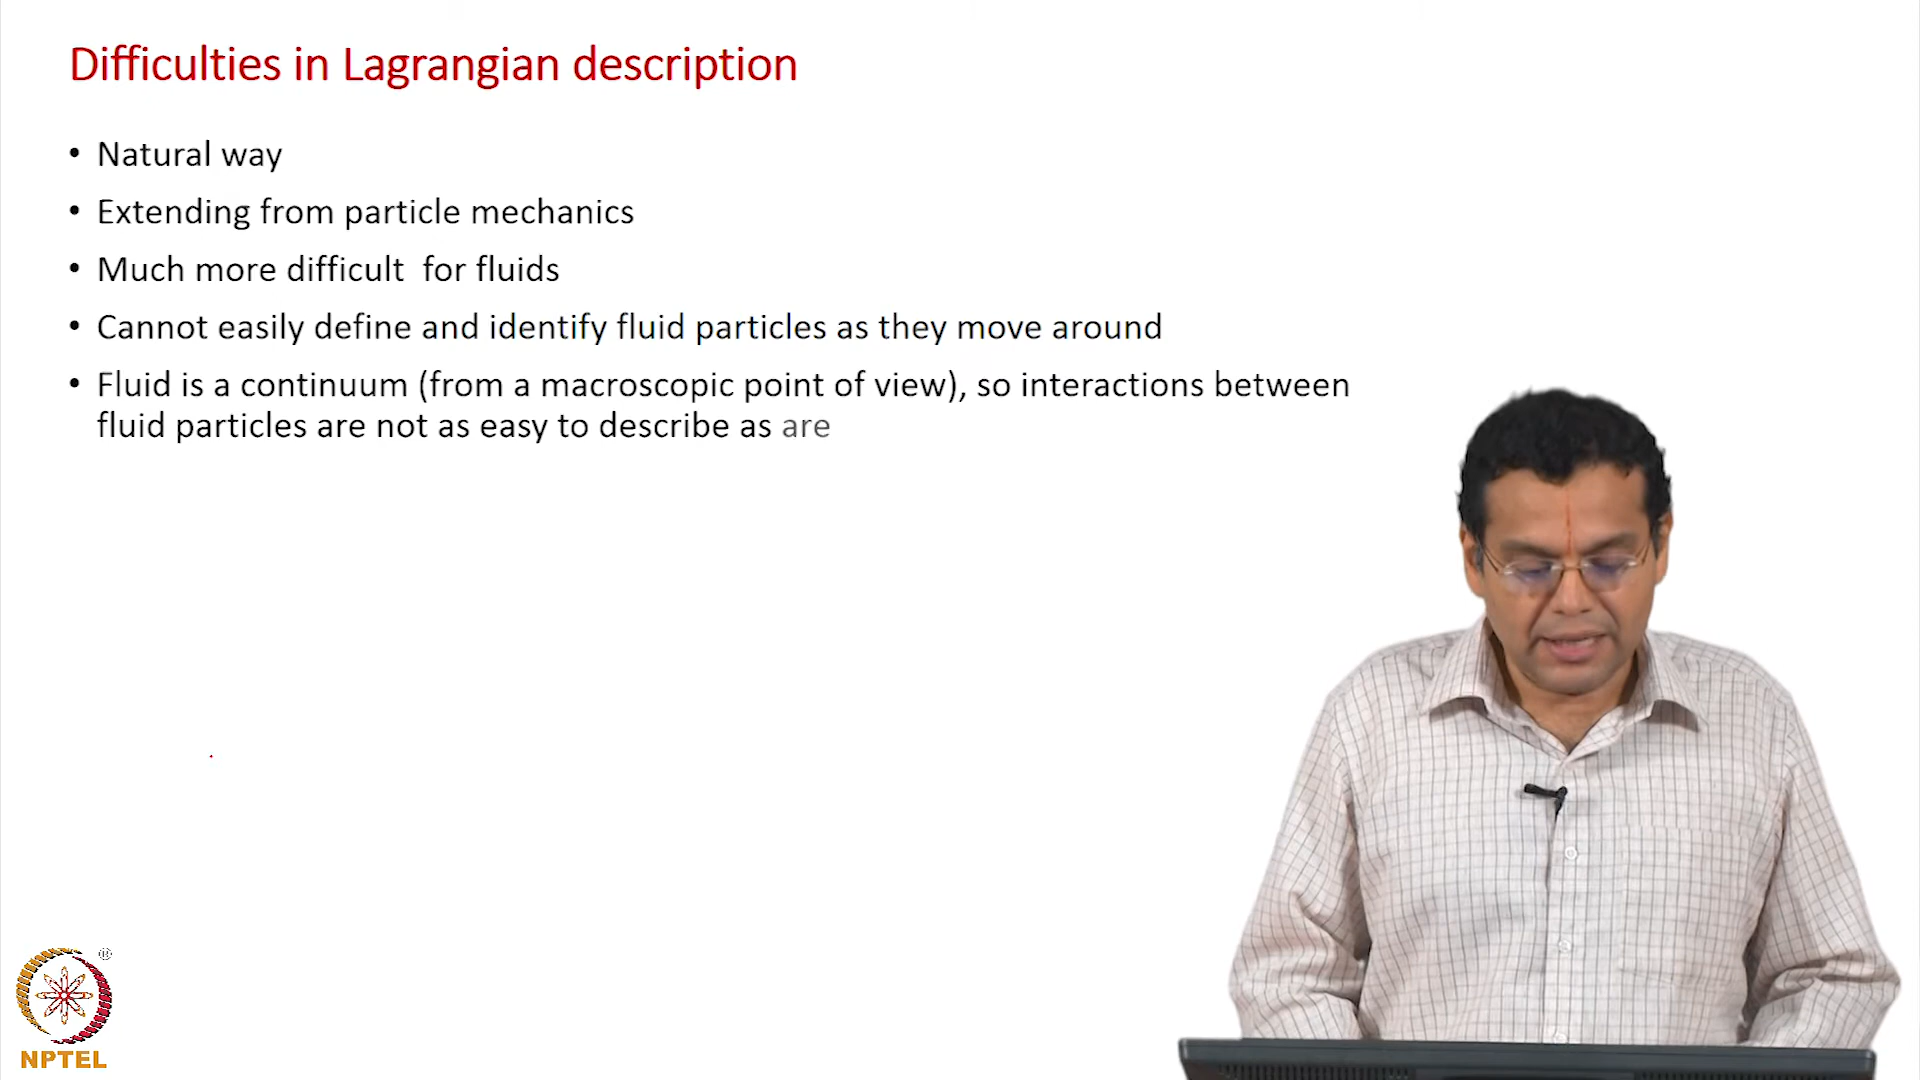 Difficulties in Lagrangian description
• Natural way
• Extending from particle mechanics
• Much more difficult  for fluids
• Cannot easily define and identify fluid particles as they move around
• Fluid is a continuum (from a macroscopic point of view), so interactions between
fluid particles are not as easy to describe as are
®
NPTEL